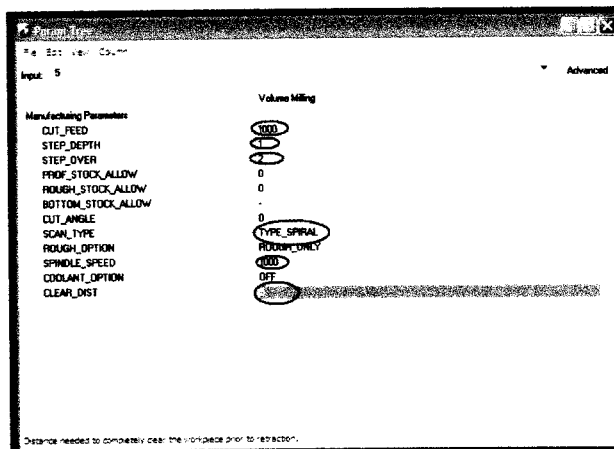 Param Tree
File Edit View Column
Input: 5
Advanced
Volume Milling
Manufacturing Parameters
CUT_FEED 1000
STEP_DEPTH 1
STEP_OVER 2
PROF_STOCK_ALLOW 0
ROUGH_STOCK_ALLOW 0
BOTTOM_STOCK_ALLOW -
CUT_ANGLE 0
SCAN_TYPE TYPE_SPIRAL
ROUGH_OPTION ROUGH_ONLY
SPINDLE_SPEED 1000
COOLANT_OPTION OFF
CLEAR_DIST
Distance needed to completely clear the workpiece prior to retraction.